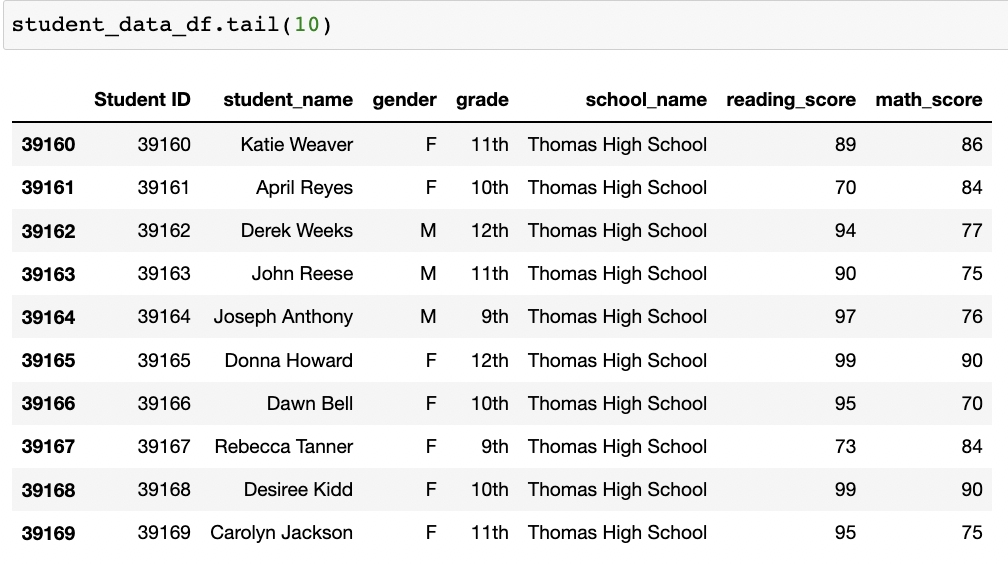 student_data_df.tail(10)
Student ID student_name gender grade school_name reading_score math_score
39160 39160 Katie Weaver F 11th Thomas High School 89 86
39161 39161 April Reyes F 10th Thomas High School 70 84
39162 39162 Derek Weeks M 12th Thomas High School 94 77
39163 39163 John Reese M 11th Thomas High School 90 75
39164 39164 Joseph Anthony M 9th Thomas High School 97 76
39165 39165 Donna Howard F 12th Thomas High School 99 90
39166 39166 Dawn Bell F 10th Thomas High School 95 70
39167 39167 Rebecca Tanner F 9th Thomas High School 73 84
39168 39168 Desiree Kidd F 10th Thomas High School 99 90
39169 39169 Carolyn Jackson F 11th Thomas High School 95 75